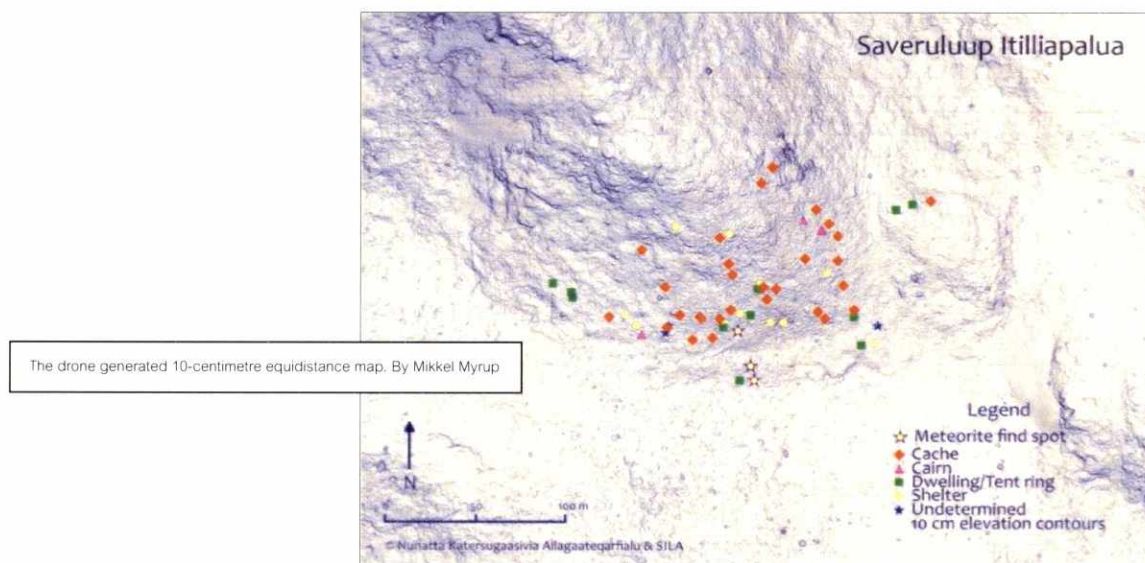 Saveruluup Itilliapalua
The drone generated 10-centimetre equidistance map. By Mikkel Myrup
Legend
Meteorite find spot
Cache
Cairn
Dwelling/Tent ring
Shelter
Undetermined
10 cm elevation contours
N
50 100 m
© Nunatta Katersugaasivia Allagaateqarfialu & SILA